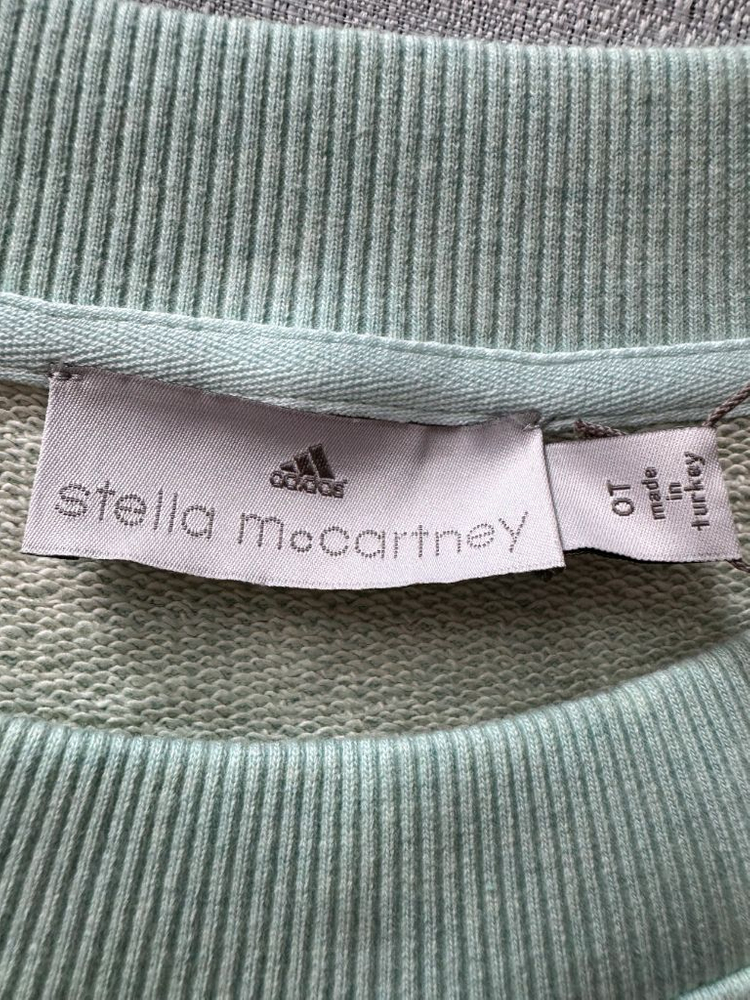 adidas
stella mccartney
OT
made
in
turkey